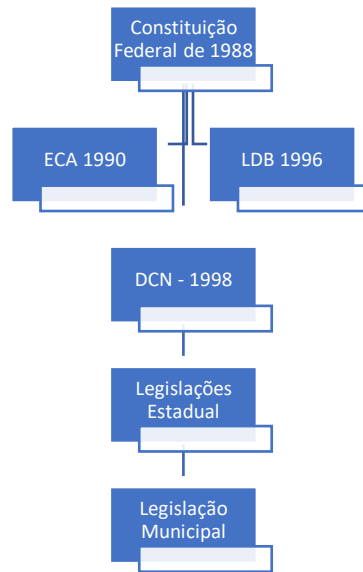 Constituição
Federal de 1988
ECA 1990
LDB 1996
DCN - 1998
Legislações
Estadual
Legislação
Municipal